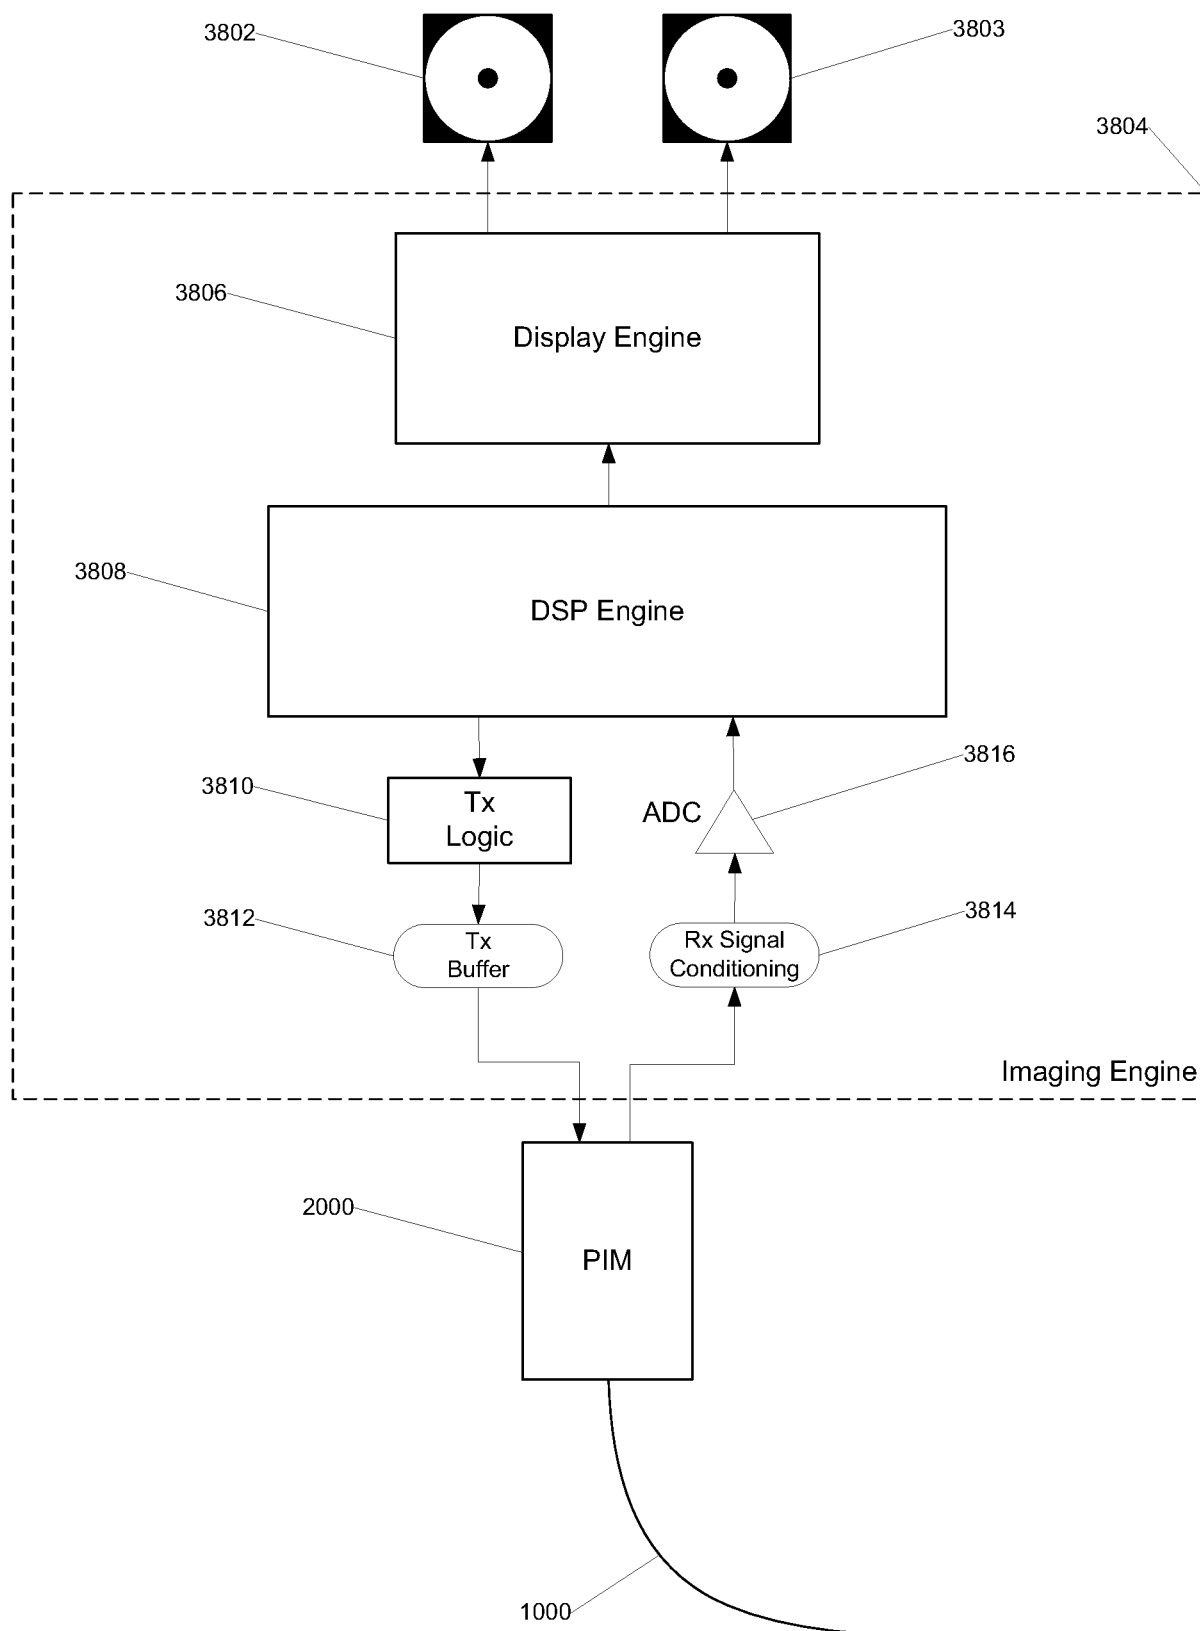 3802
3803
3804
3806
Display Engine
3808
DSP Engine
3816
3810
Tx
Logic
ADC
3812
Tx
Buffer
Rx Signal
Conditioning
3814
Imaging Engine
2000
PIM
1000